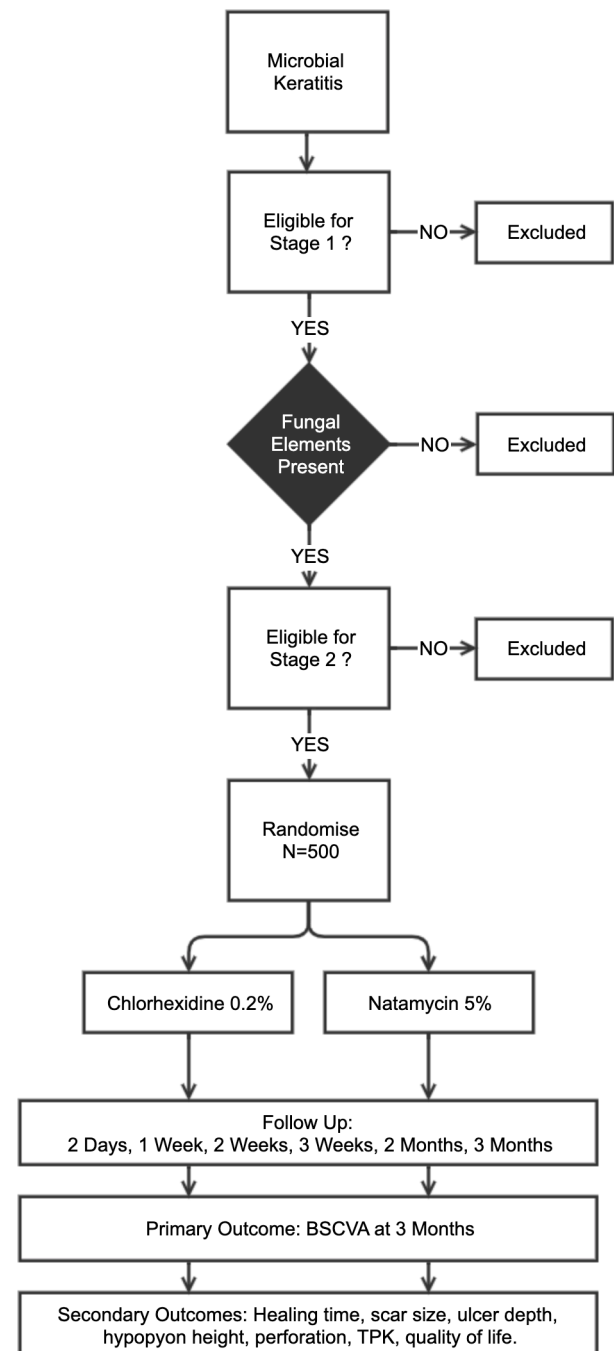 Microbial
Keratitis
Eligible for
Stage 1 ?
NO
Excluded
YES
Fungal
Elements
Present
NO
Excluded
YES
Eligible for
Stage 2 ?
NO
Excluded
YES
Randomise
N=500
Chlorhexidine 0.2%
Natamycin 5%
Follow Up:
2 Days, 1 Week, 2 Weeks, 3 Weeks, 2 Months, 3 Months
Primary Outcome: BSCVA at 3 Months
Secondary Outcomes: Healing time, scar size, ulcer depth,
hypopyon height, perforation, TPK, quality of life.